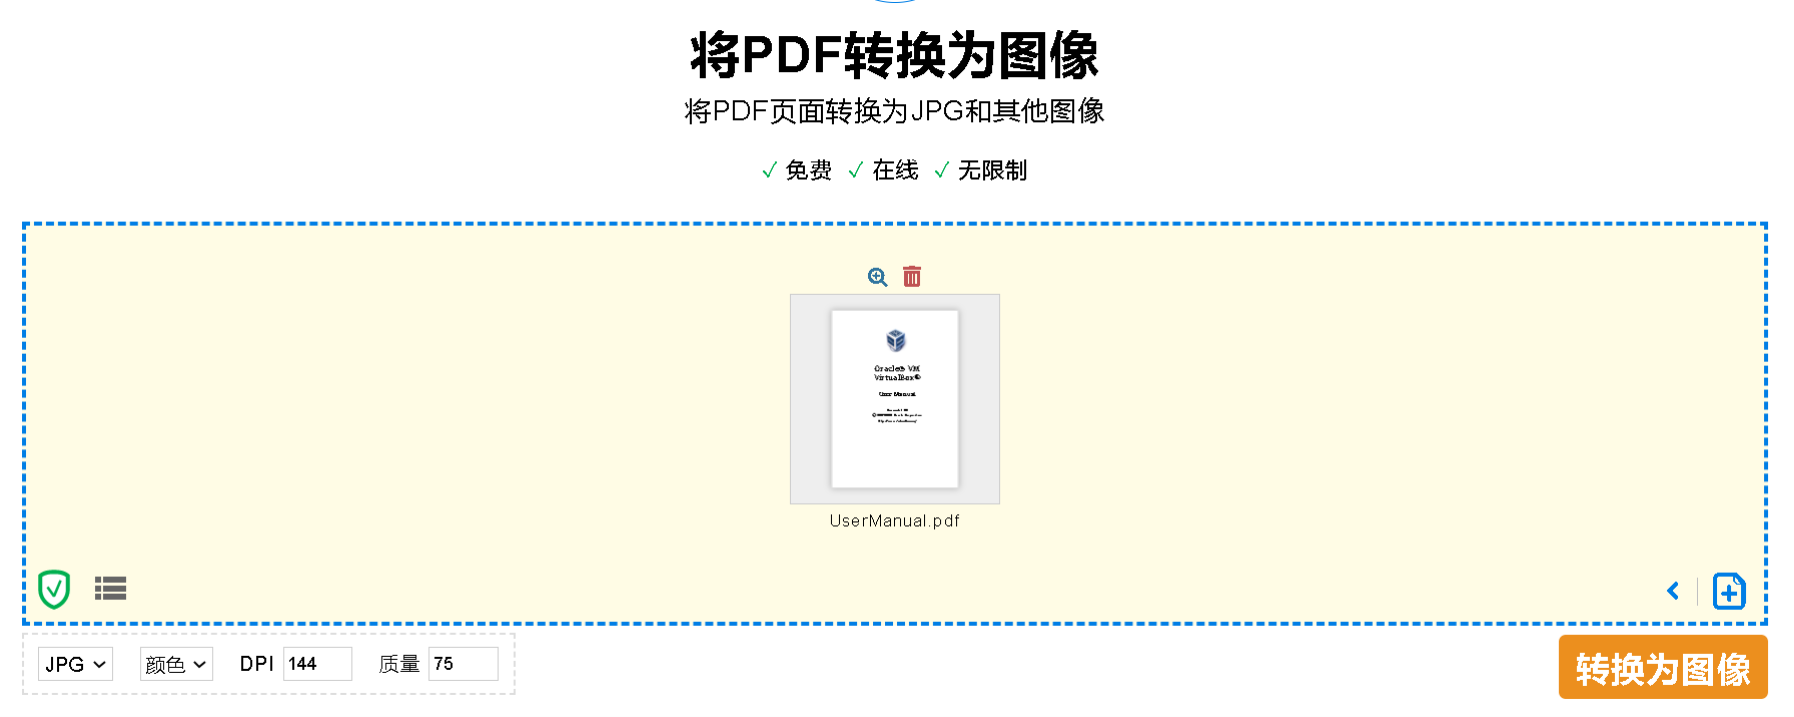 将PDF转换为图像
将PDF页面转换为JPG和其他图像
✓ 免费 ✓ 在线 ✓ 无限制
Oracle® VM
VirtualBox®
User Manual
UserManual.pdf
JPG 颜色 DPI 144 质量 75
转换为图像